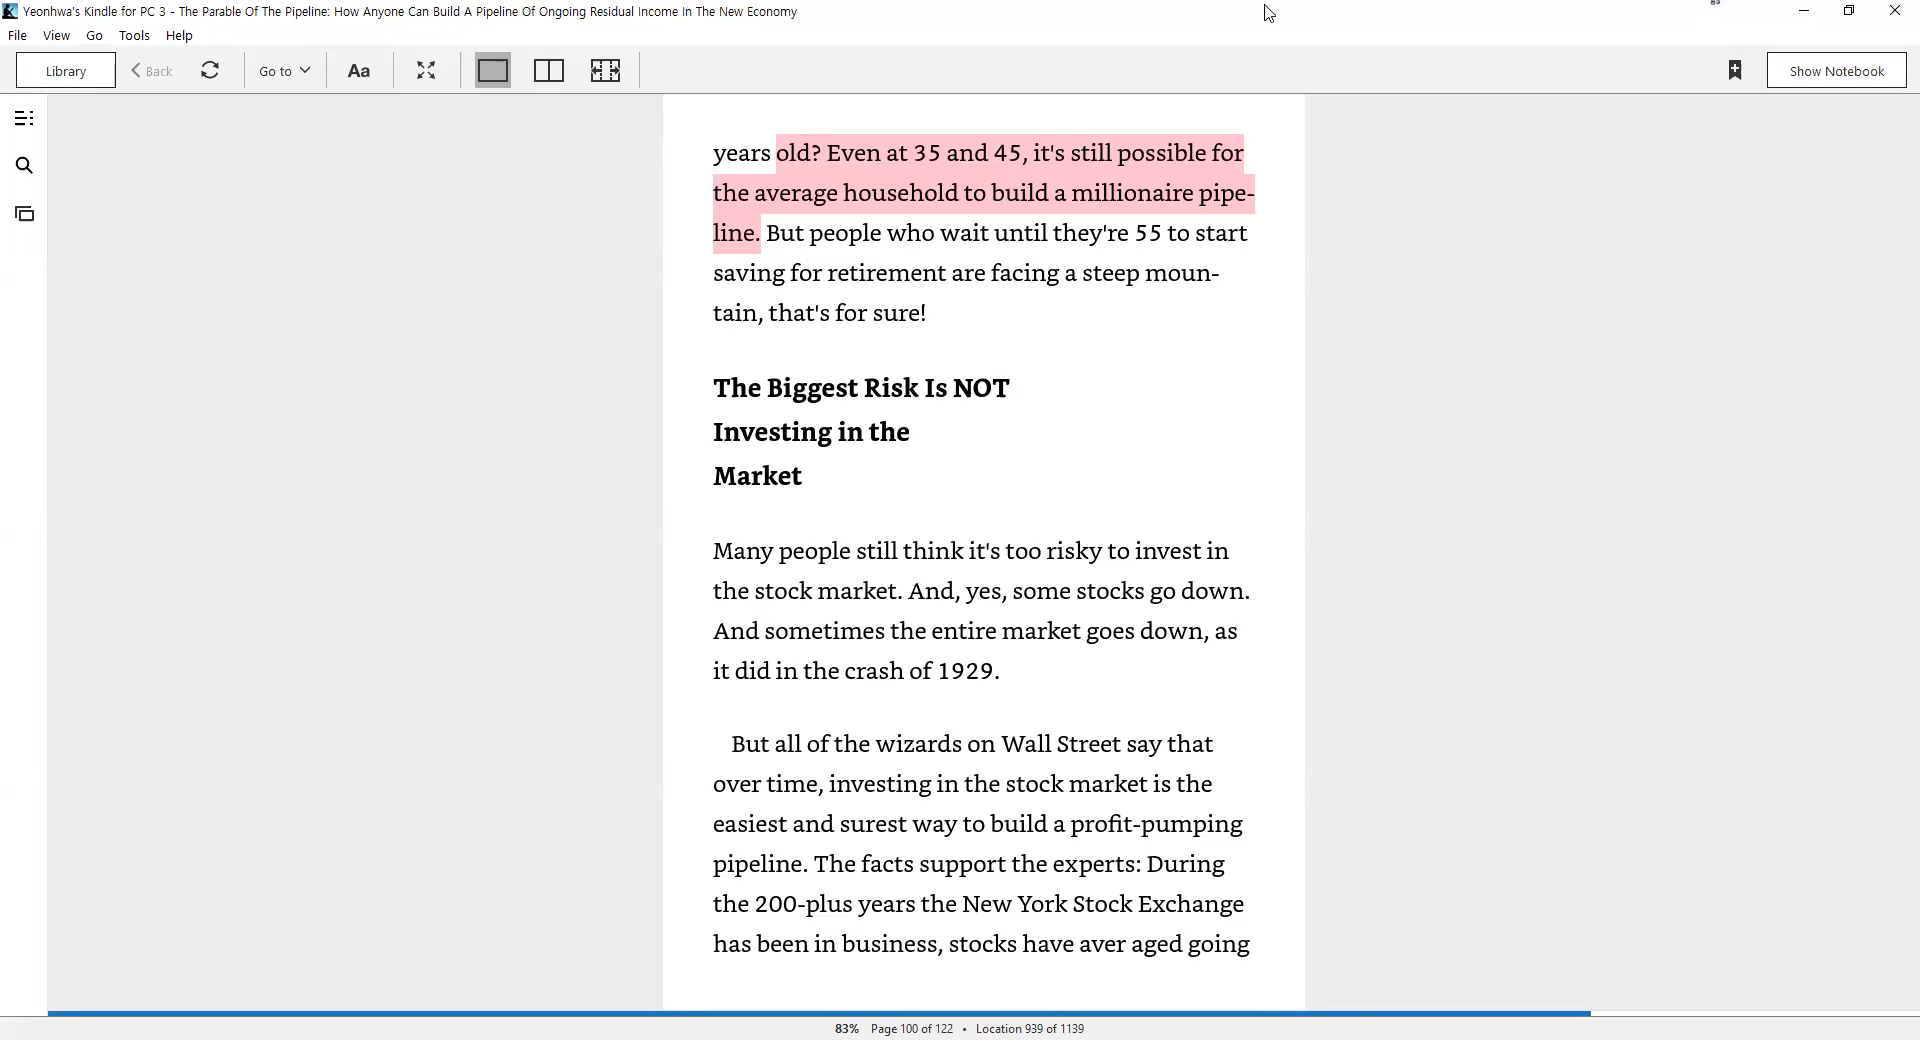 Yeonhwa's Kindle for PC 3 - The Parable Of The Pipeline: How Anyone Can Build A Pipeline Of Ongoing Residual Income In The New Economy
File View Go Tools Help
Library Back Go to Aa Show Notebook
years old? Even at 35 and 45, it's still possible for
the average household to build a millionaire pipe-
line. But people who wait until they're 55 to start
saving for retirement are facing a steep moun-
tain, that's for sure!
The Biggest Risk Is NOT
Investing in the
Market
Many people still think it's too risky to invest in
the stock market. And, yes, some stocks go down.
And sometimes the entire market goes down, as
it did in the crash of 1929.
But all of the wizards on Wall Street say that
over time, investing in the stock market is the
easiest and surest way to build a profit-pumping
pipeline. The facts support the experts: During
the 200-plus years the New York Stock Exchange
has been in business, stocks have aver aged going
83% Page 100 of 122 • Location 939 of 1139